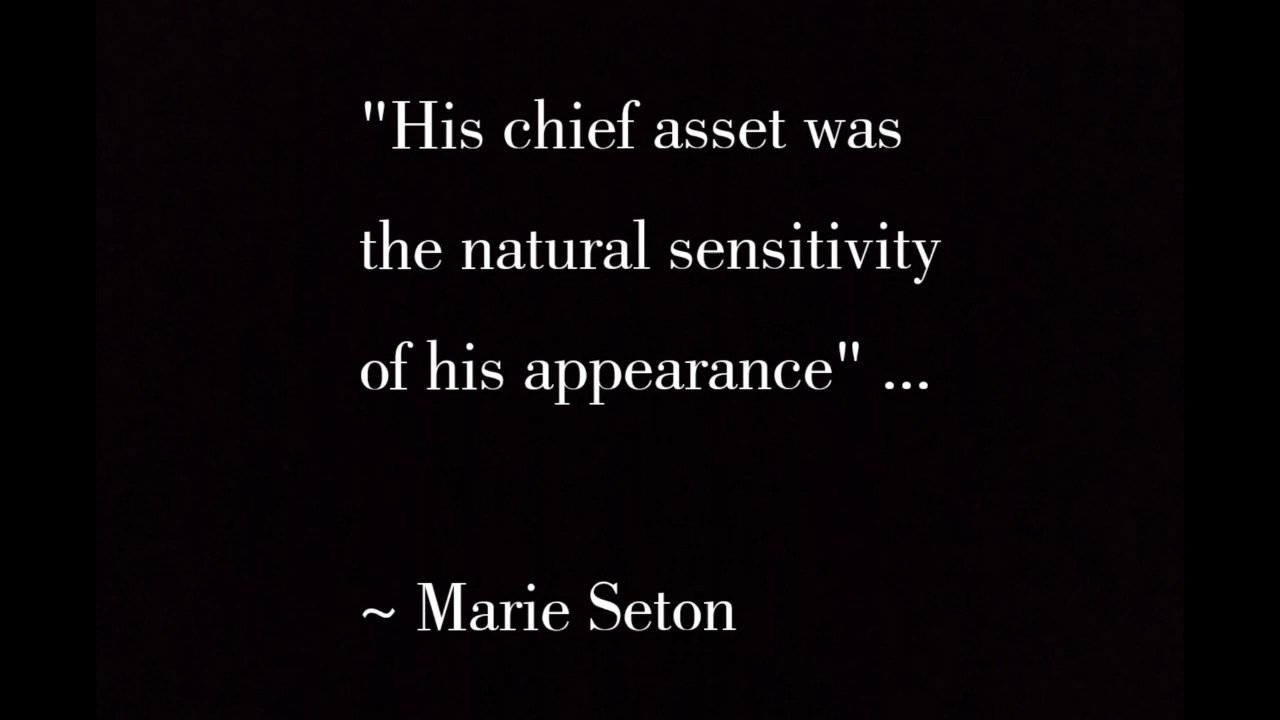 "His chief asset was
the natural sensitivity
of his appearance" ...
~ Marie Seton